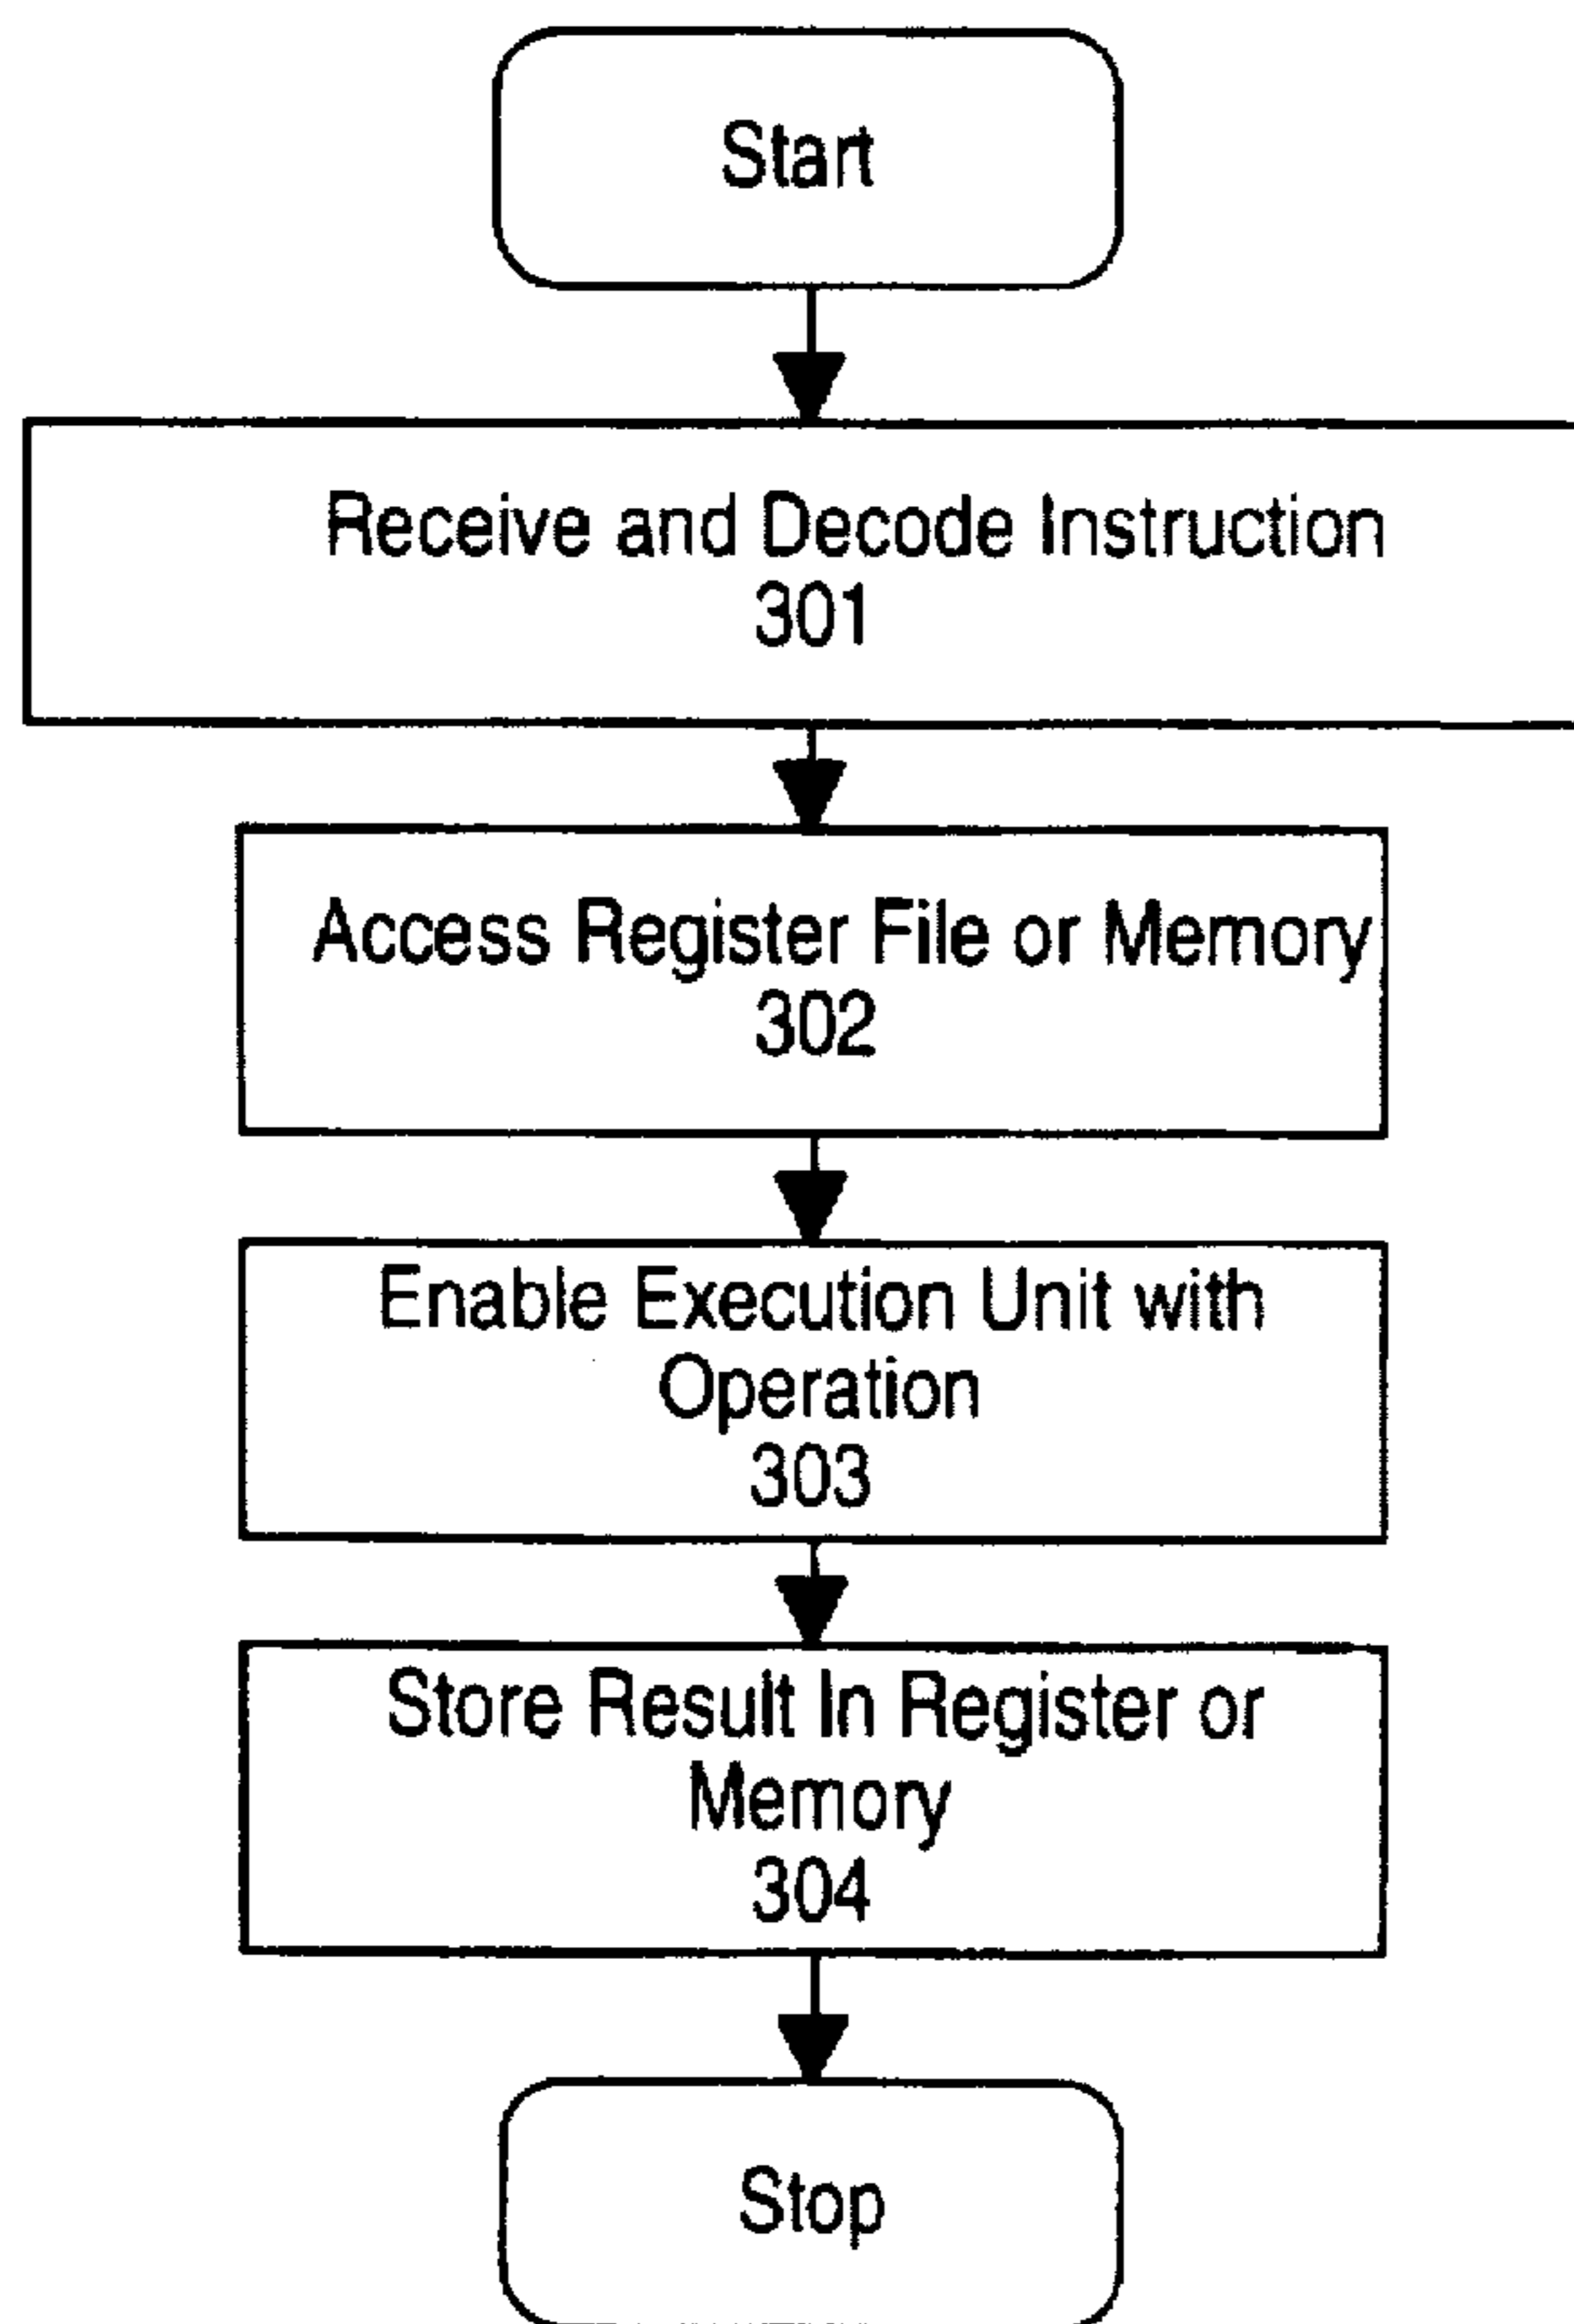 Start
Receive and Decode Instruction
301
Access Register File or Memory
302
Enable Execution Unit with
Operation
303
Store Result In Register or
Memory
304
Stop